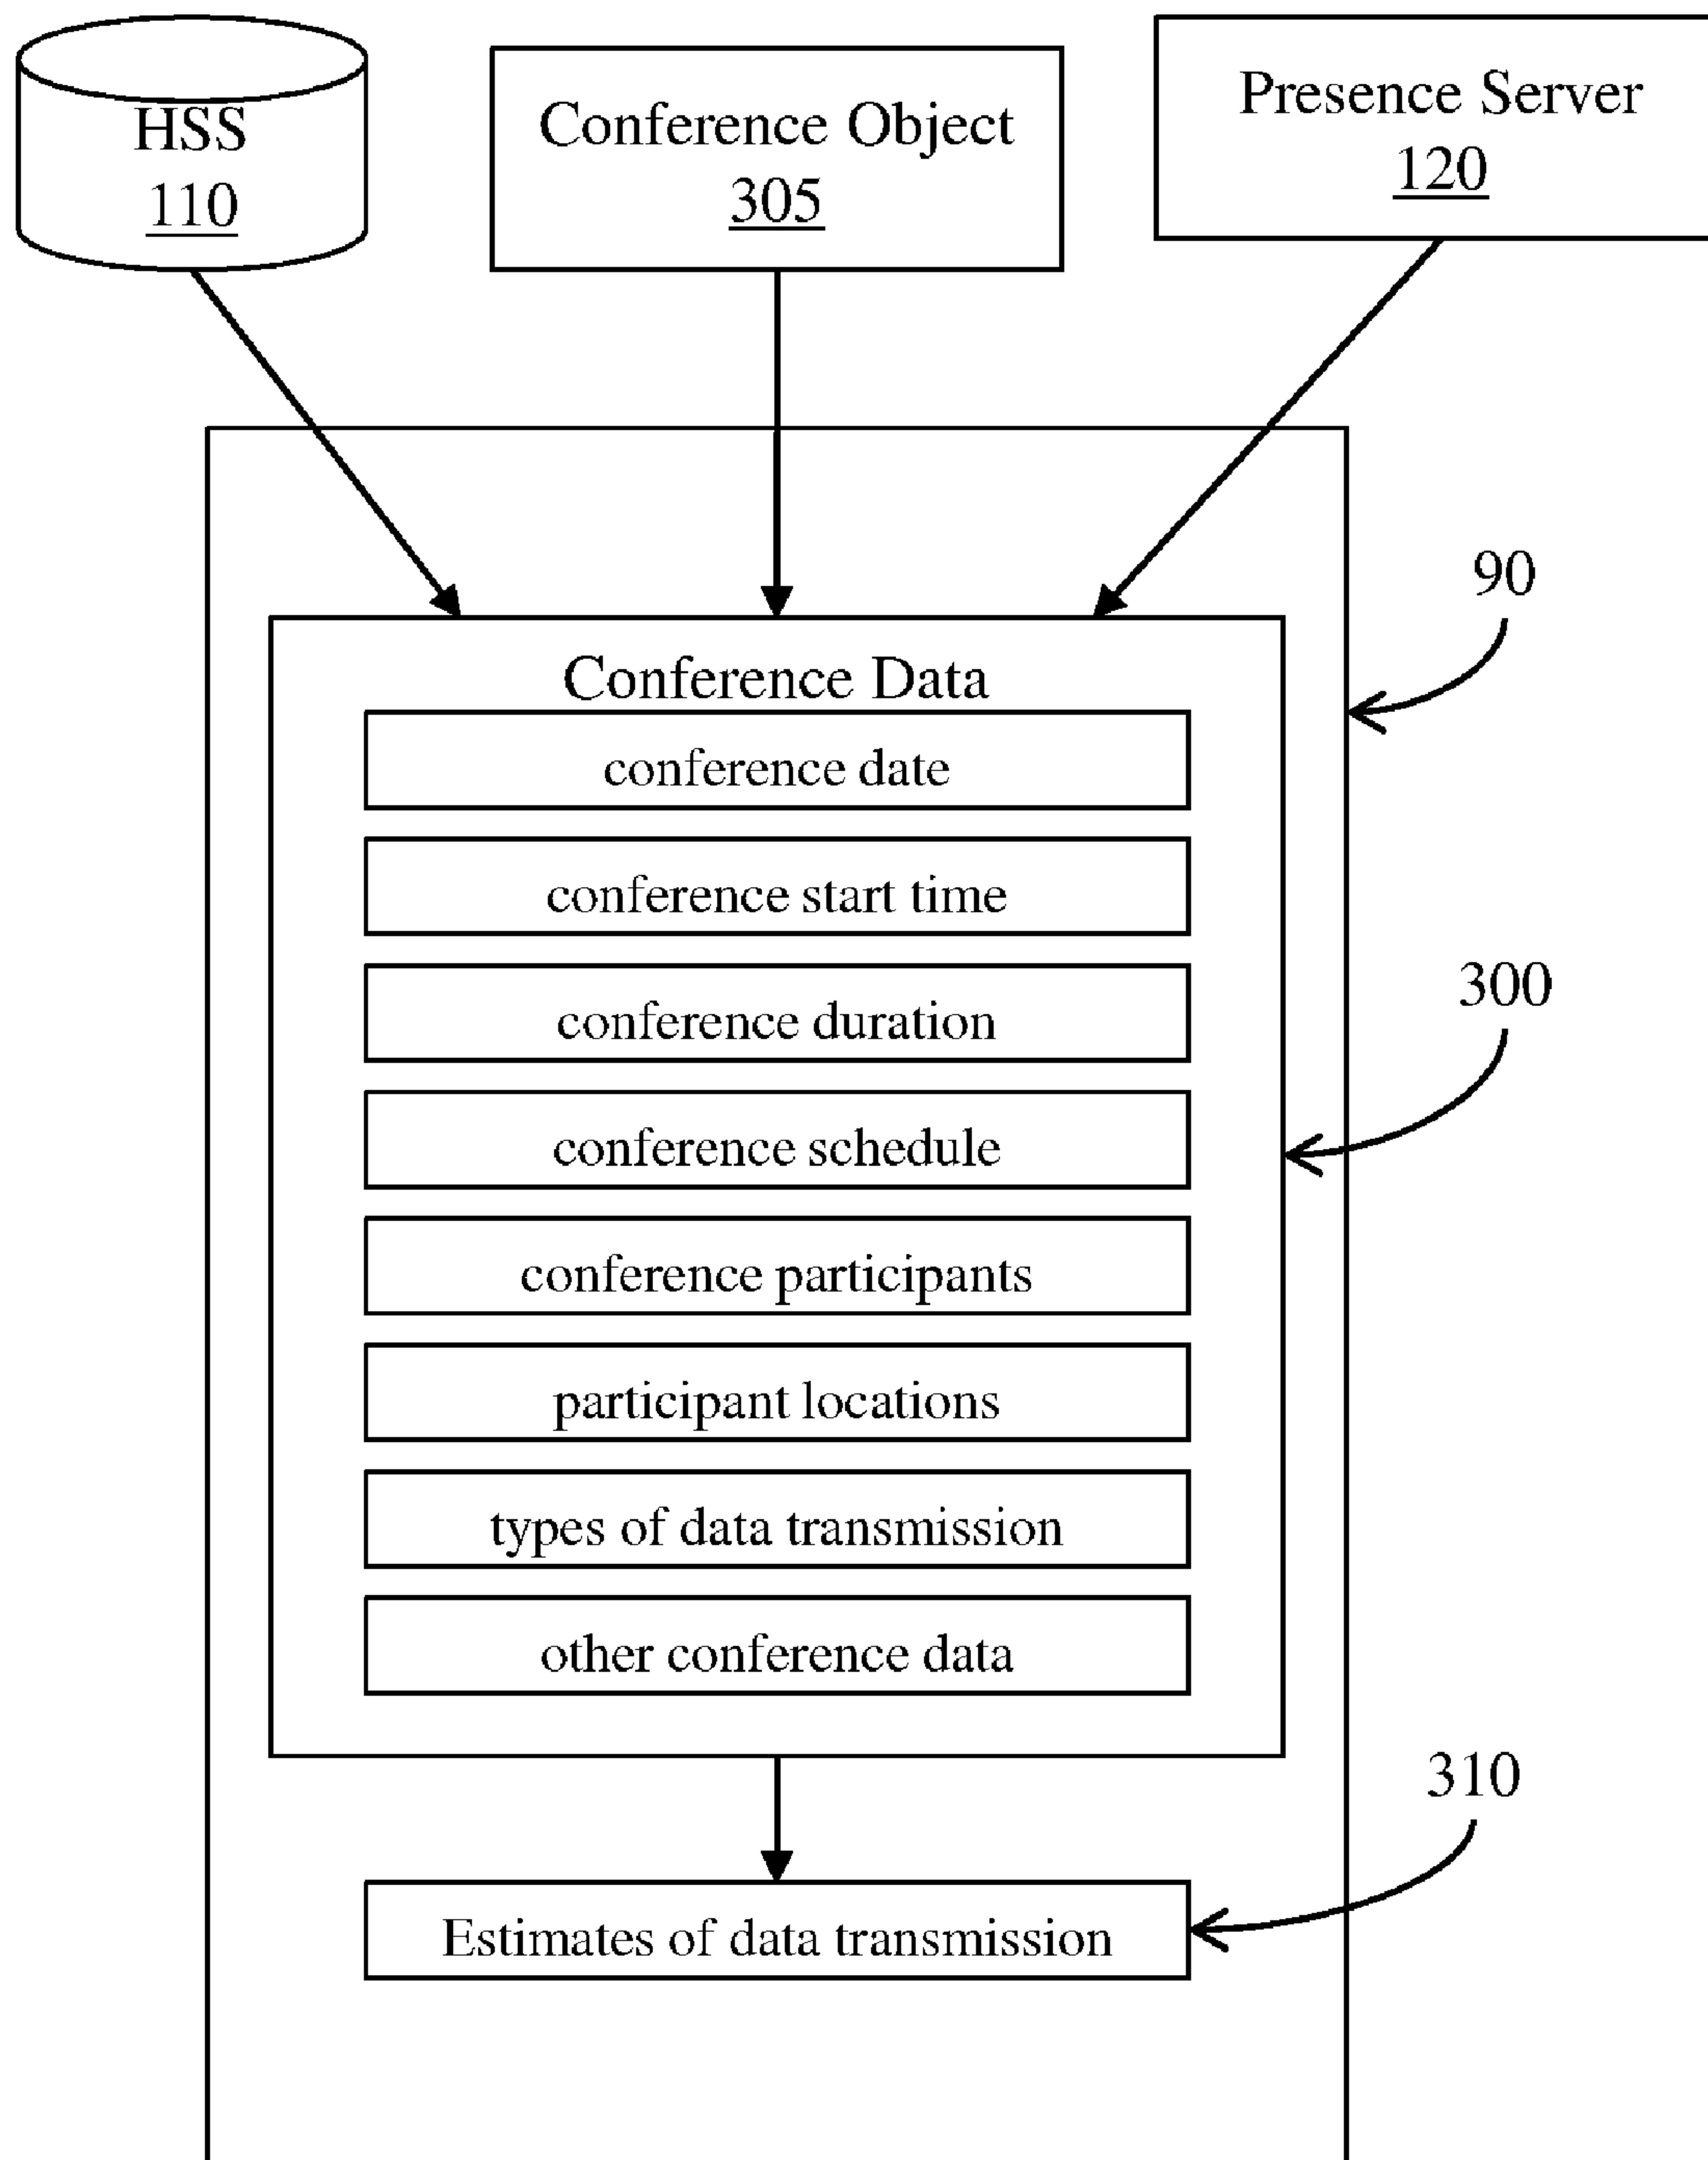 HSS
110
Conference Object
305
Presence Server
120
90
Conference Data
conference date
conference start time
300
conference duration
conference schedule
conference participants
participant locations
types of data transmission
other conference data
310
Estimates of data transmission